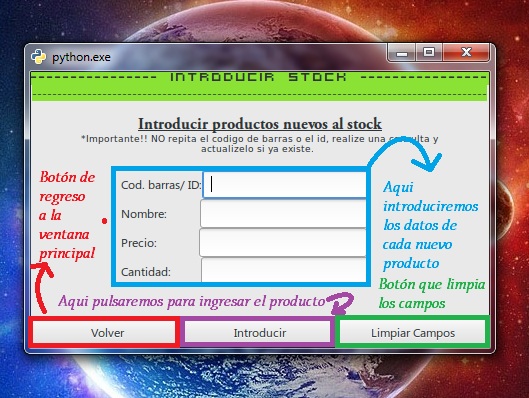 python.exe
INTRODUCIR STOCK
Introducir productos nuevos al stock
*Importante!! NO repita el codigo de barras o el id, realize una consulta y
actualizelo si ya existe.
Botón de
regreso
a la
ventana
principal
Cod. barras/ ID:
Nombre:
Precio:
Cantidad:
Aqui
introduciremos
los datos de
cada nuevo
producto
Botón que limpia
los campos
Aqui pulsaremos para ingresar el producto
Volver
Introducir
Limpiar Campos